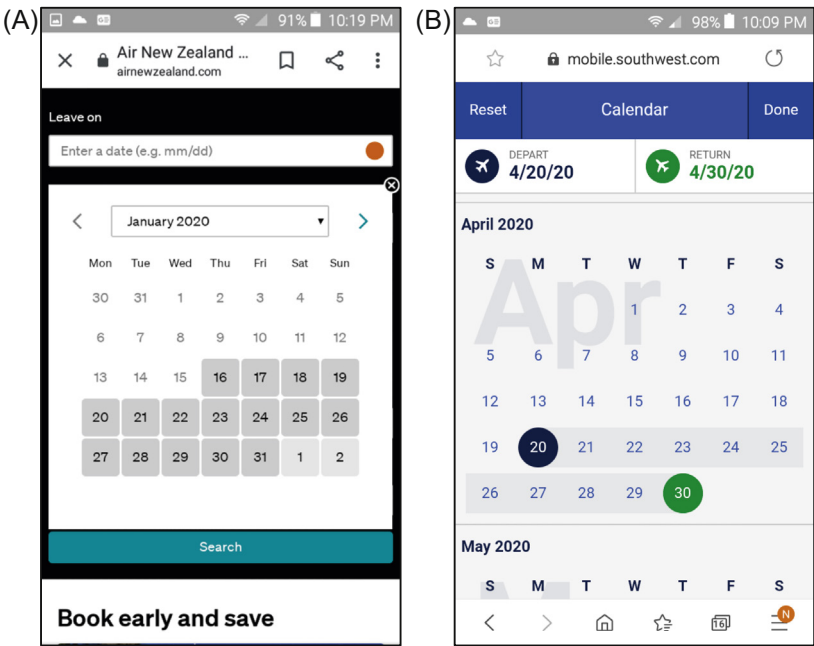 (A)
91% 10:19 PM
Air New Zealand ...
airnewzealand.com
Leave on
Enter a date (e.g. mm/dd)
January 2020
Mon Tue Wed Thu Fri Sat Sun
30 31 1 2 3 4 5
6 7 8 9 10 11 12
13 14 15 16 17 18 19
20 21 22 23 24 25 26
27 28 29 30 31 1 2
Search
Book early and save
(B)
98% 10:09 PM
mobile.southwest.com
Reset Calendar Done
DEPART
4/20/20
RETURN
4/30/20
April 2020
S M T W T F S
Apr
1 2 3 4
5 6 7 8 9 10 11
12 13 14 15 16 17 18
19 20 21 22 23 24 25
26 27 28 29 30
May 2020
S M T W T F S
16
N